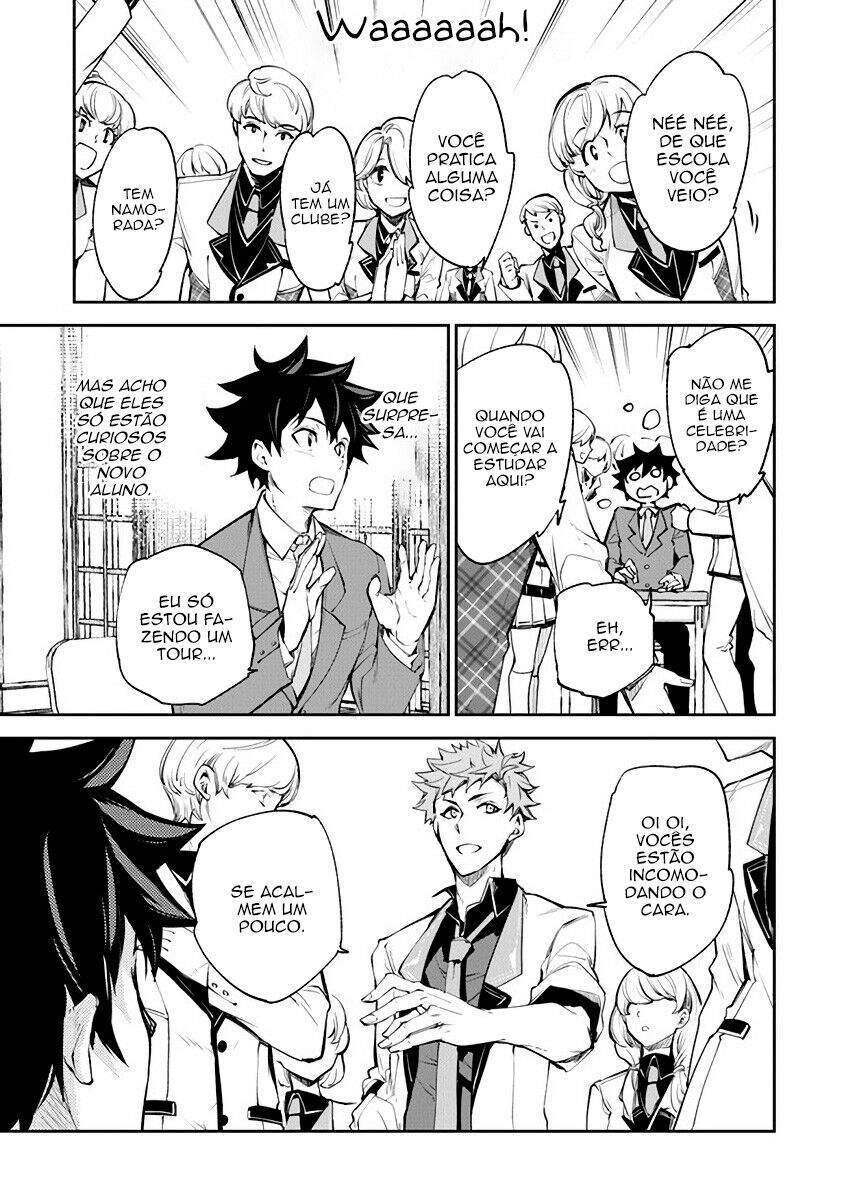 Waaaaaah!
NÉÉ NÉÉ,
DE QUE
ESCOLA
VOCÊ
VEIO?
VOCÊ
PRATICA
ALGUMA
COISA?
JÁ
TEM UM
CLUBE?
TEM
NAMO-
RADA?
NÃO ME
DIGA QUE
É UMA
CELEBRI-
DADE?
QUANDO
VOCÊ VAI
COMEÇAR A
ESTUDAR
AQUI?
EH,
ERR...
QUE
SURPRE-
SA...
MAS ACHO
QUE ELES
SÓ ESTÃO
CURIOSOS
SOBRE O
NOVO
ALUNO.
EU SÓ
ESTOU FA-
ZENDO UM
TOUR...
OI OI,
VOCÊS
ESTÃO
INCOMO-
DANDO O
CARA.
SE ACAL-
MEM UM
POUCO.